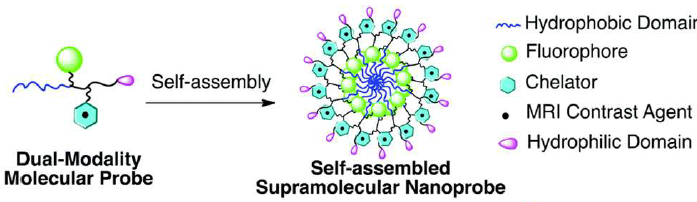 Self-assembly
Dual-Modality
Molecular Probe
Self-assembled
Supramolecular Nanoprobe
Hydrophobic Domain
Fluorophore
Chelator
MRI Contrast Agent
Hydrophilic Domain